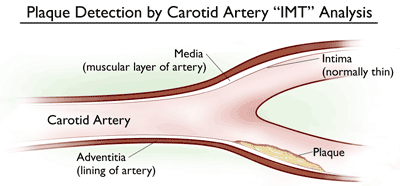 Plaque Detection by Carotid Artery “IMT” Analysis
Media
(muscular layer of artery)
Intima
(normally thin)
Carotid Artery
Adventitia
(lining of artery)
Plaque